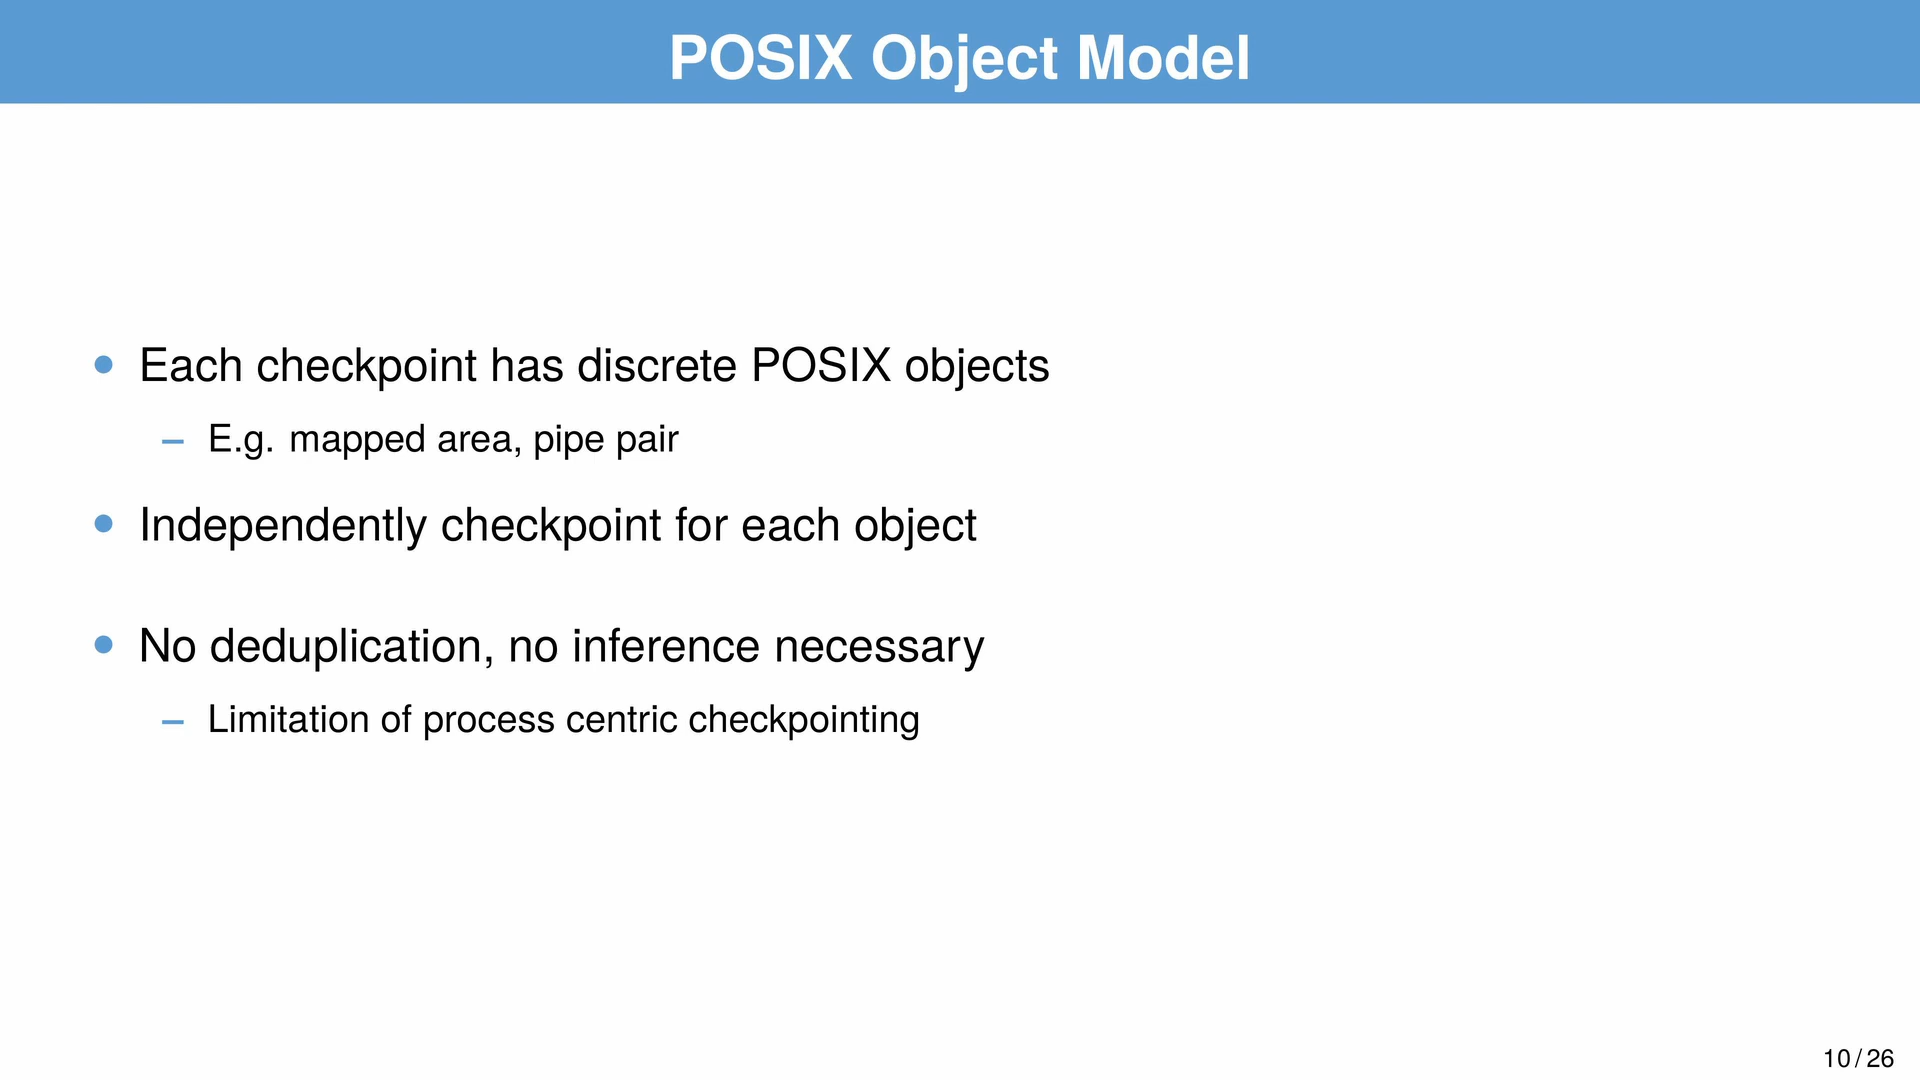 POSIX Object Model
• Each checkpoint has discrete POSIX objects
– E.g. mapped area, pipe pair
• Independently checkpoint for each object
• No deduplication, no inference necessary
– Limitation of process centric checkpointing
10 / 26